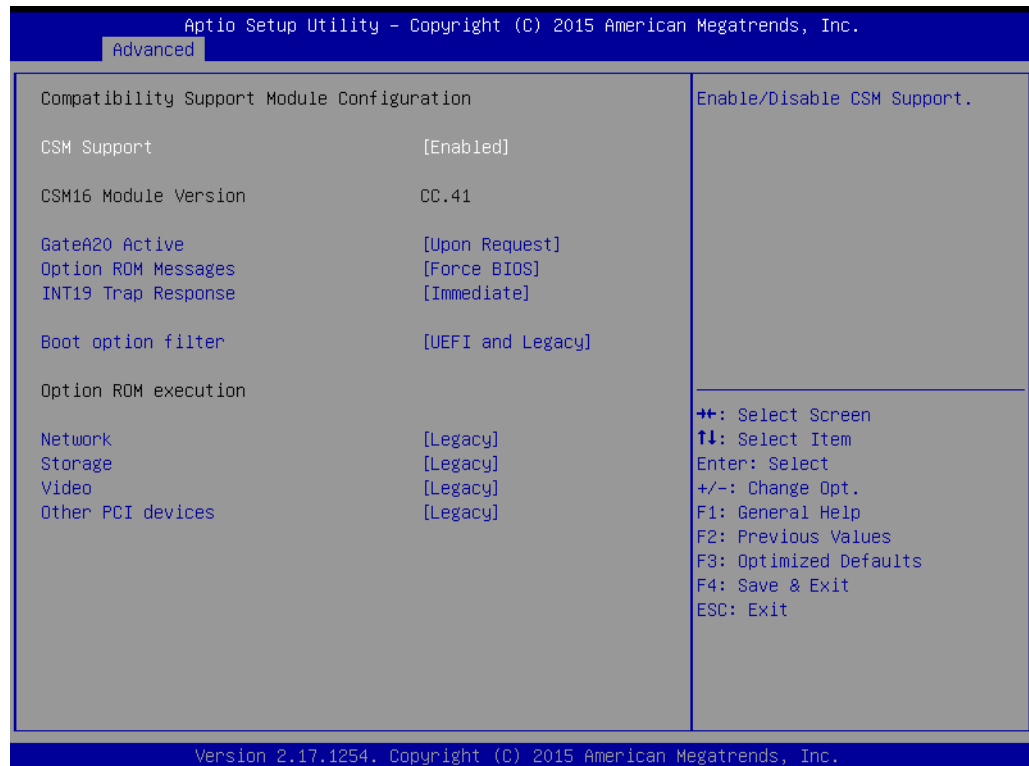 Aptio Setup Utility – Copyright (C) 2015 American Megatrends, Inc.
Advanced
Compatibility Support Module Configuration
CSM Support [Enabled]
CSM16 Module Version CC.41
GateA20 Active [Upon Request]
Option ROM Messages [Force BIOS]
INT19 Trap Response [Immediate]
Boot option filter [UEFI and Legacy]
Option ROM execution
Network [Legacy]
Storage [Legacy]
Video [Legacy]
Other PCI devices [Legacy]
Enable/Disable CSM Support.
→←: Select Screen
↑↓: Select Item
Enter: Select
+/-: Change Opt.
F1: General Help
F2: Previous Values
F3: Optimized Defaults
F4: Save & Exit
ESC: Exit
Version 2.17.1254. Copyright (C) 2015 American Megatrends, Inc.